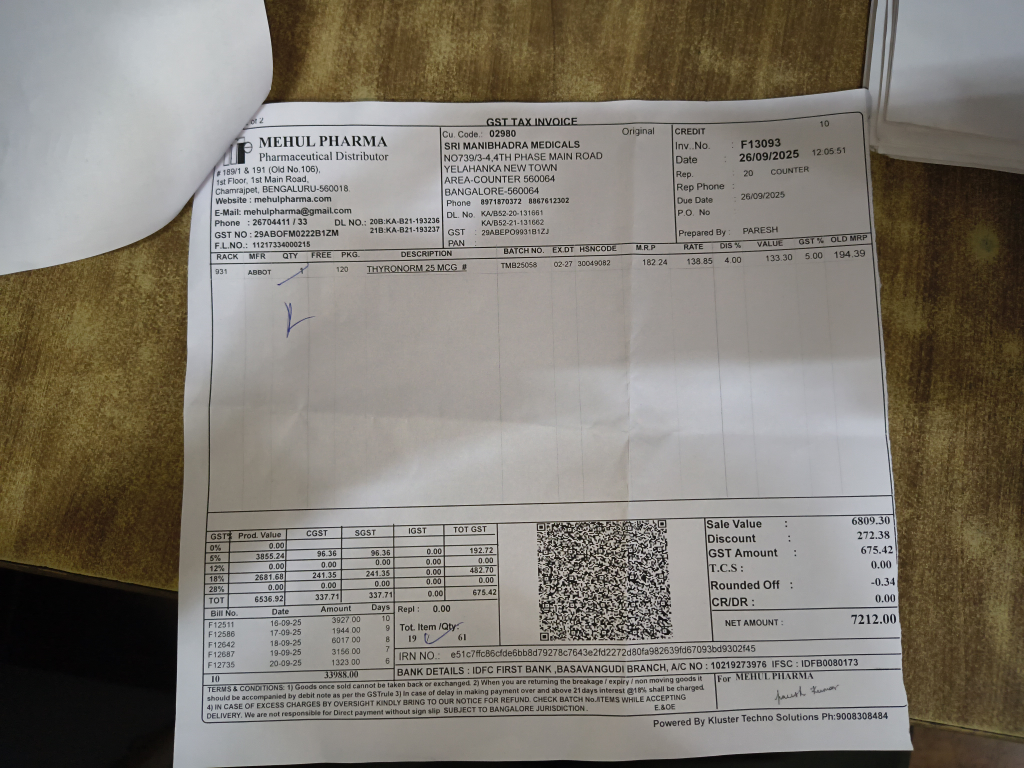 of 2
GST TAX INVOICE
MEHUL PHARMA
Pharmaceutical Distributor
# 189/1 & 191 (Old No.106),
1st Floor, 1st Main Road,
Chamrajpet, BENGALURU-560018.
Website : mehulpharma.com
E-Mail: mehulpharma@gmail.com
Phone : 26704411 / 33 DL NO.: 20B:KA-B21-193236
21B:KA-B21-193237
GST NO : 29ABOFM0222B1ZM
F.L.NO.: 11217334000215
Cu. Code.: 02980 Original
SRI MANIBHADRA MEDICALS
NO739/3-4,4TH PHASE MAIN ROAD
YELAHANKA NEW TOWN
AREA-COUNTER 560064
BANGALORE-560064
Phone 8971870372 8867612302
DL. No. KA/B52-20-131661
KA/B52-21-131662
GST : 29ABEPO9931B1ZJ
PAN :
CREDIT 10
Inv..No. : F13093
Date : 26/09/2025 12:05:51
Rep. : 20 COUNTER
Rep Phone :
Due Date : 26/09/2025
P.O. No
Prepared By : PARESH
RACK MFR QTY FREE PKG. DESCRIPTION BATCH NO. EX.DT HSNCODE M.R.P RATE DIS % VALUE GST % OLD MRP
931 ABBOT 1 120 THYRONORM 25 MCG # TMB25058 02-27 30049082 182.24 138.85 4.00 133.30 5.00 194.39
GST% Prod. Value CGST SGST IGST TOT GST
0% 0.00
5% 3855.24 96.36 96.36 0.00 192.72
12% 0.00 0.00 0.00 0.00 0.00
18% 2681.68 241.35 241.35 0.00 482.70
28% 0.00 0.00 0.00 0.00 0.00
TOT 6536.92 337.71 337.71 0.00 675.42
Bill No. Date Amount Days
F12511 16-09-25 3927.00 10
F12586 17-09-25 1944.00 9
F12642 18-09-25 6017.00 8
F12687 19-09-25 3156.00 7
F12735 20-09-25 1323.00 6
10 33988.00
Repl : 0.00
Tot. Item /Qty:
19 61
Sale Value : 6809.30
Discount : 272.38
GST Amount : 675.42
T.C.S : 0.00
Rounded Off : -0.34
CR/DR : 0.00
NET AMOUNT : 7212.00
IRN NO.: e51c7ffc86cfde6bb8d79278c7643e2fd2272d80fa982639fd67093bd9302f45
BANK DETAILS : IDFC FIRST BANK ,BASAVANGUDI BRANCH, A/C NO : 10219273976 IFSC : IDFB0080173
TERMS & CONDITIONS: 1) Goods once sold cannot be taken back or exchanged. 2) When you are returning the breakage / expiry / non moving goods it
should be accompanied by debit note as per the GSTrule 3) In case of delay in making payment over and above 21 days interest @18% shall be charged.
4) IN CASE OF EXCESS CHARGES BY OVERSIGHT KINDLY BRING TO OUR NOTICE FOR REFUND. CHECK BATCH No./ITEMS WHILE ACCEPTING
DELIVERY. We are not responsible for Direct payment without sign slip SUBJECT TO BANGALORE JURISDICTION. E.&OE
For MEHUL PHARMA
Powered By Kluster Techno Solutions Ph:9008308484